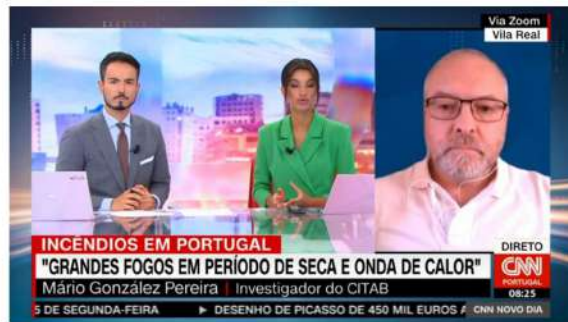 Via Zoom
Vila Real
INCÊNDIOS EM PORTUGAL
DIRETO
"GRANDES FOGOS EM PERÍODO DE SECA E ONDA DE CALOR"
CNN
PORTUGAL
Mário González Pereira | Investigador do CITAB
08:25
5 DE SEGUNDA-FEIRA ▶ DESENHO DE PICASSO DE 450 MIL EUROS A
CNN NOVO DIA